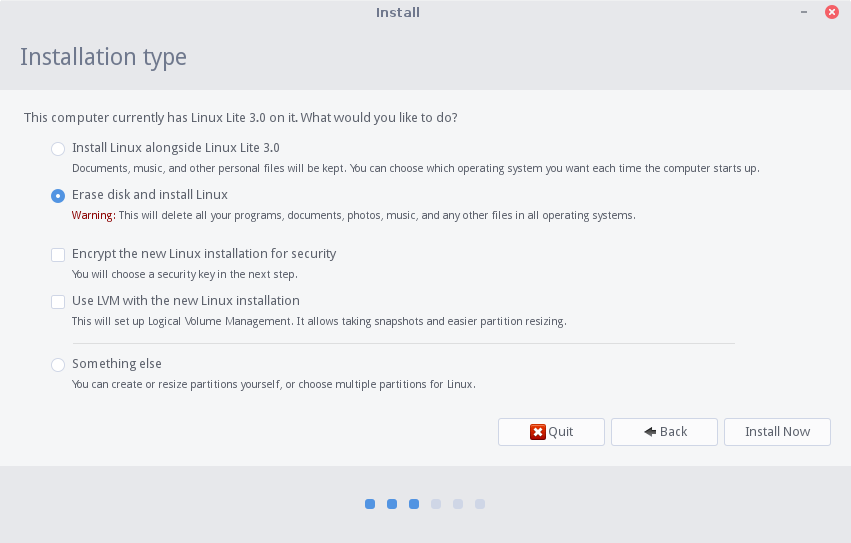 Install
Installation type
This computer currently has Linux Lite 3.0 on it. What would you like to do?
Install Linux alongside Linux Lite 3.0
Documents, music, and other personal files will be kept. You can choose which operating system you want each time the computer starts up.
Erase disk and install Linux
Warning: This will delete all your programs, documents, photos, music, and any other files in all operating systems.
Encrypt the new Linux installation for security
You will choose a security key in the next step.
Use LVM with the new Linux installation
This will set up Logical Volume Management. It allows taking snapshots and easier partition resizing.
Something else
You can create or resize partitions yourself, or choose multiple partitions for Linux.
Quit Back Install Now